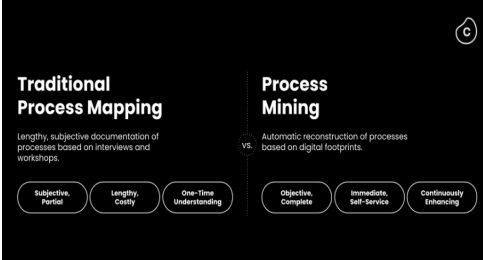 C
Traditional
Process Mapping
Lengthy, subjective documentation of
processes based on interviews and
workshops.
Subjective,
Partial
Lengthy,
Costly
One-Time
Understanding
vs.
Process
Mining
Automatic reconstruction of processes
based on digital footprints.
Objective,
Complete
Immediate,
Self-Service
Continuously
Enhancing